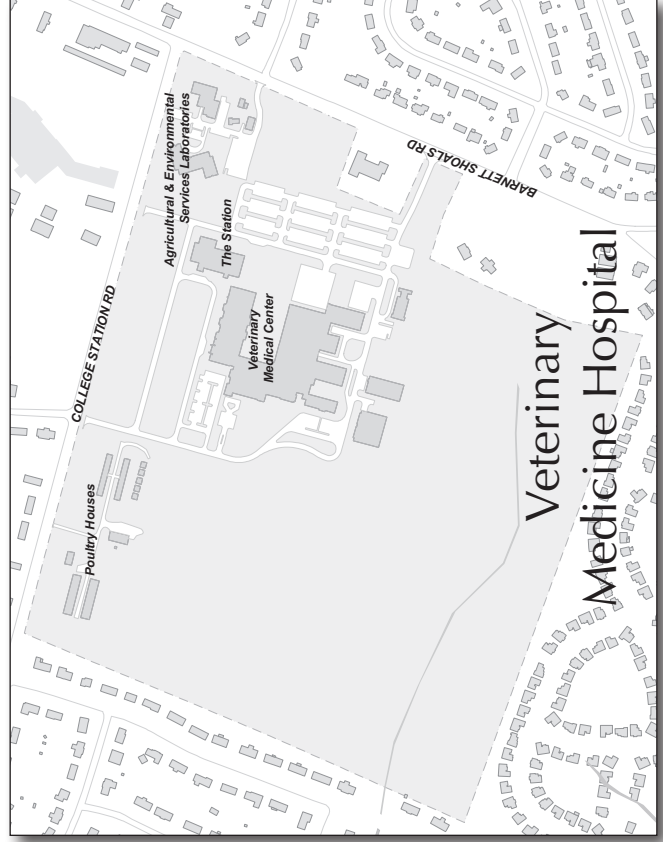 COLLEGE STATION RD
Agricultural & Environmental
Services Laboratories
The Station
Veterinary
Medical Center
Poultry Houses
BARNETT SHOALS RD
Veterinary
Medicine Hospital